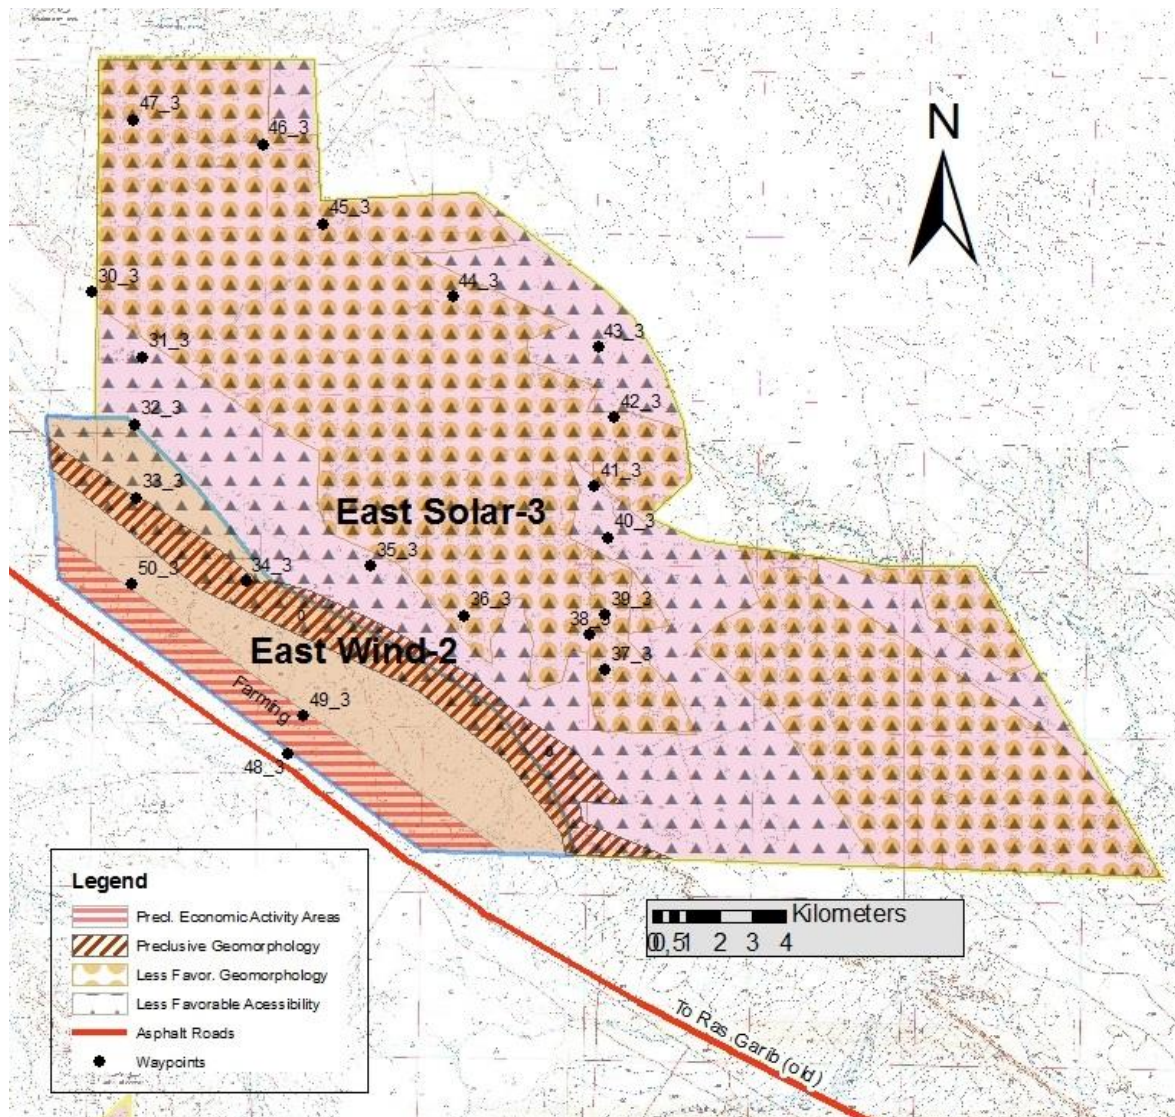 47_3
46_3
N
45_3
30_3
44_3
31_3
43_3
32_3
42_3
33_3
41_3
East Solar-3
40_3
35_3
34_3
50_3
36_3
39_3
38_3
East Wind-2
37_3
Farming
49_3
48_3
Legend
Precl. Economic Activity Areas
Preclusive Geomorphology
Less Favor. Geomorphology
Less Favorable Acessibility
Asphalt Roads
Waypoints
Kilometers
0 0,5 1 2 3 4
To Ras Garib (old)